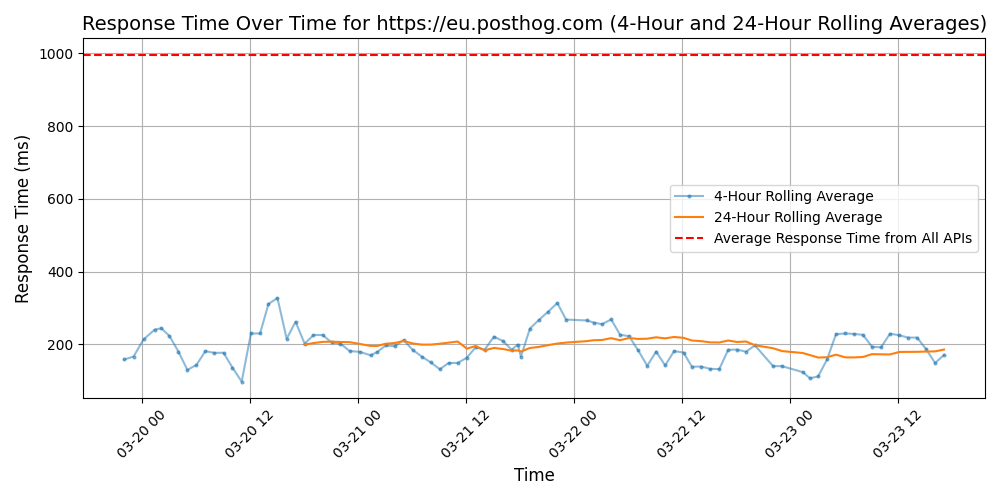 Response Time Over Time for https://eu.posthog.com (4-Hour and 24-Hour Rolling Averages)
Response Time (ms)
1000
800
600
400
200
4-Hour Rolling Average
24-Hour Rolling Average
Average Response Time from All APIs
03-20 00
03-20 12
03-21 00
03-21 12
03-22 00
03-22 12
03-23 00
03-23 12
Time